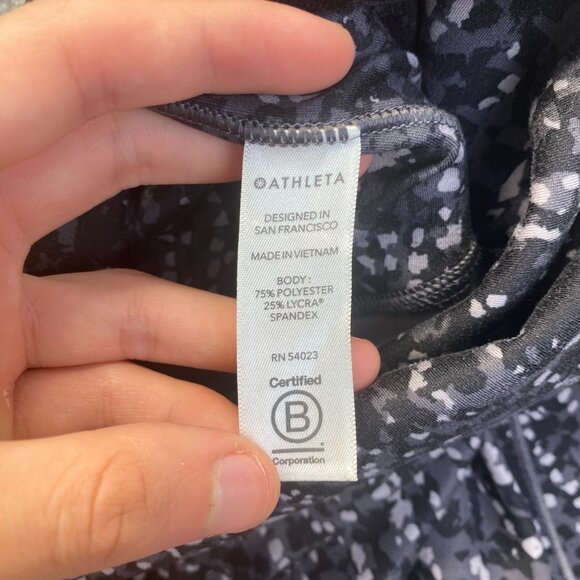 ATHLETA
DESIGNED IN
SAN FRANCISCO
MADE IN VIETNAM
BODY :
75% POLYESTER
25% LYCRA®
SPANDEX
RN 54023
Certified
B
Corporation